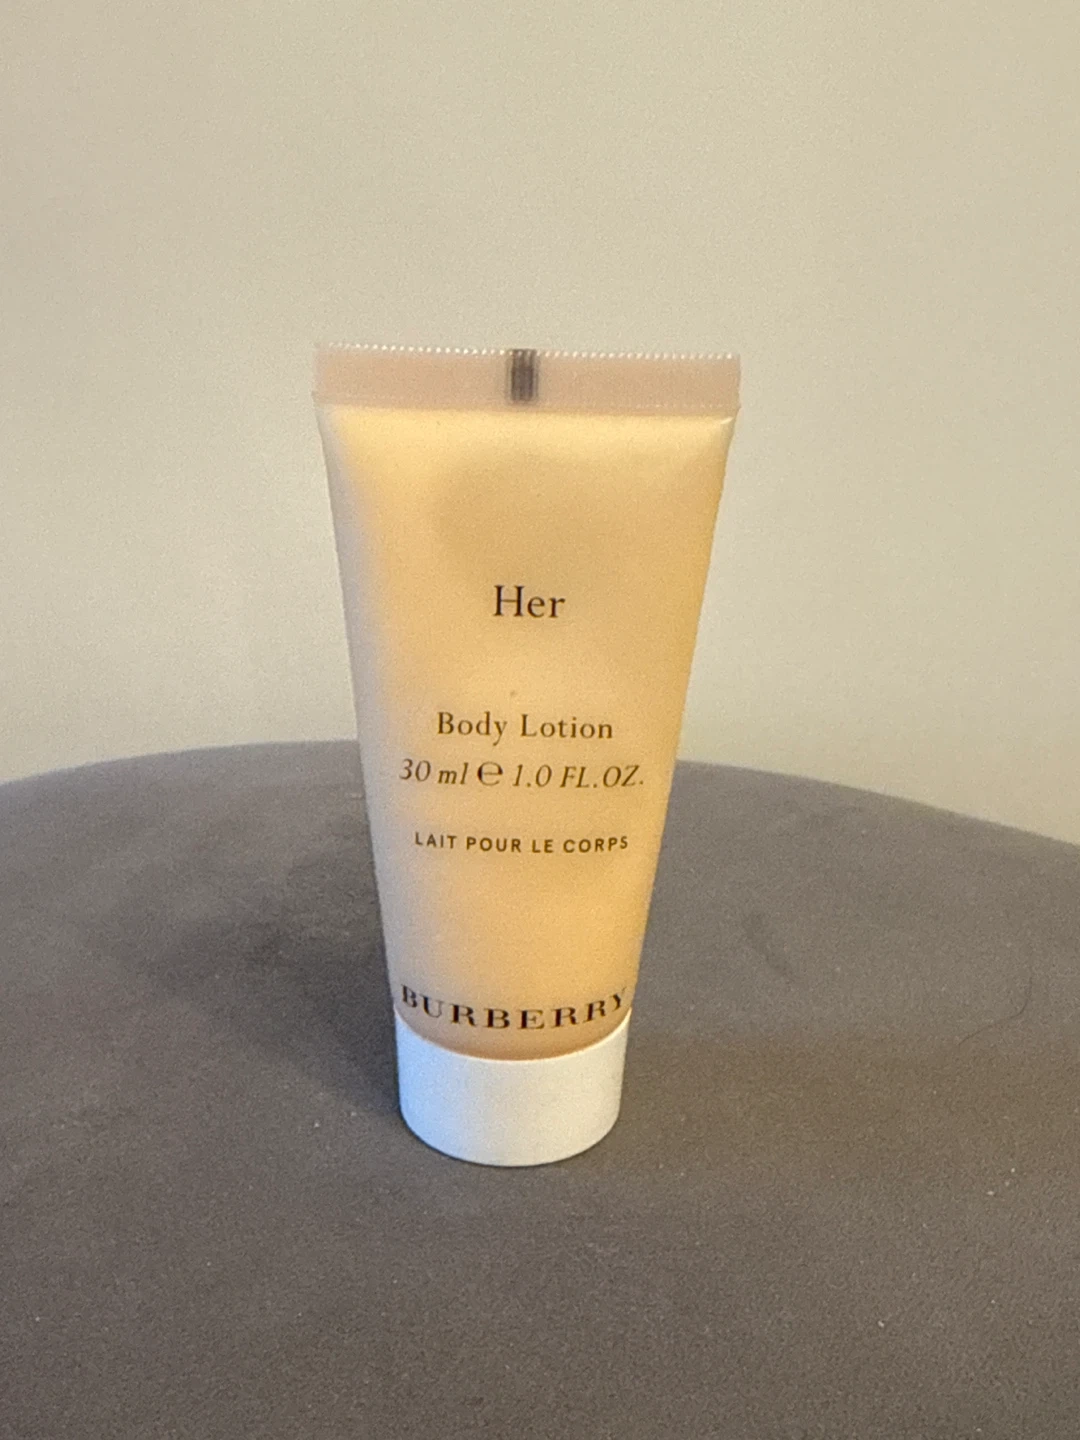 Her
Body Lotion
30 ml ℮ 1.0 FL.OZ.
LAIT POUR LE CORPS
BURBERRY